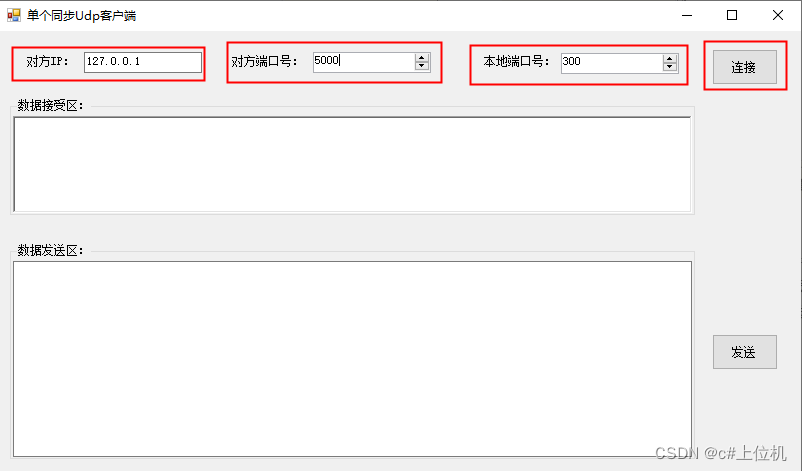 单个同步Udp客户端
对方IP: 127.0.0.1 对方端口号: 5000 本地端口号: 300 连接
数据接受区:
数据发送区:
发送
CSDN @c#上位机